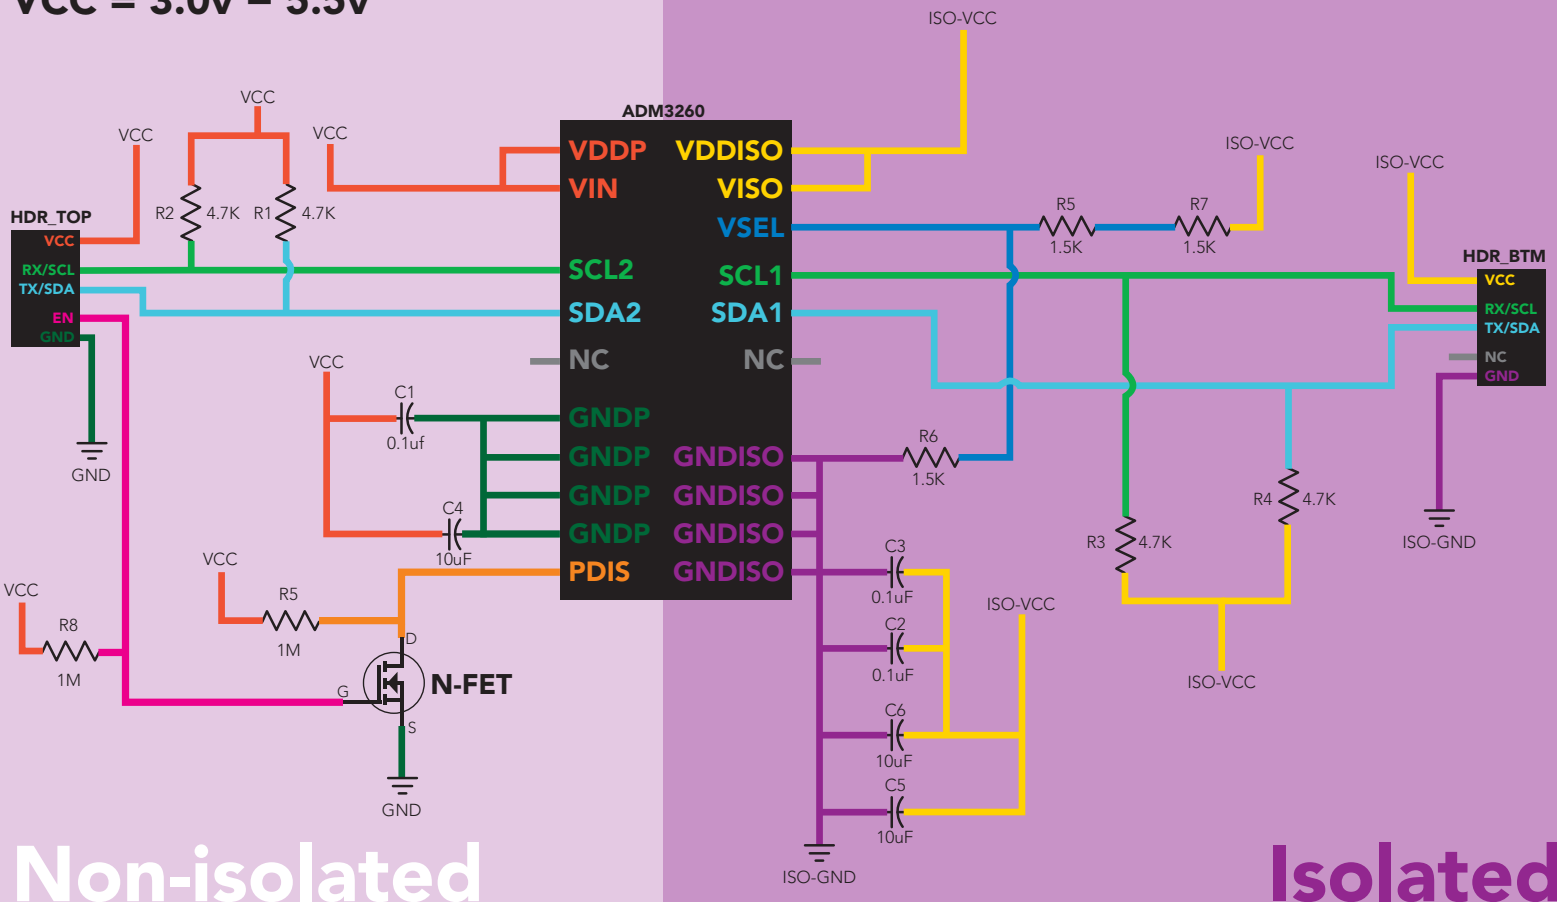 VCC = 3.0v – 5.5v
ISO-VCC
VCC
VCC
VCC
ADM3260
VDDP
VDDISO
VIN
VISO
ISO-VCC
ISO-VCC
R2
4.7K
R1
4.7K
HDR_TOP
VCC
RX/SCL
TX/SDA
EN
GND
GND
VSEL
R5
1.5K
R7
1.5K
SCL2
SCL1
SDA2
SDA1
NC
NC
HDR_BTM
VCC
RX/SCL
TX/SDA
NC
GND
ISO-GND
VCC
C1
0.1uf
C4
10uF
GNDP
GNDP
GNDISO
GNDP
GNDISO
GNDP
GNDISO
PDIS
GNDISO
R6
1.5K
R4
4.7K
R3
4.7K
ISO-VCC
VCC
R8
1M
VCC
R5
1M
D
G
S
N-FET
GND
C3
0.1uF
C2
0.1uF
C6
10uF
C5
10uF
ISO-VCC
ISO-GND
Non-isolated
Isolated